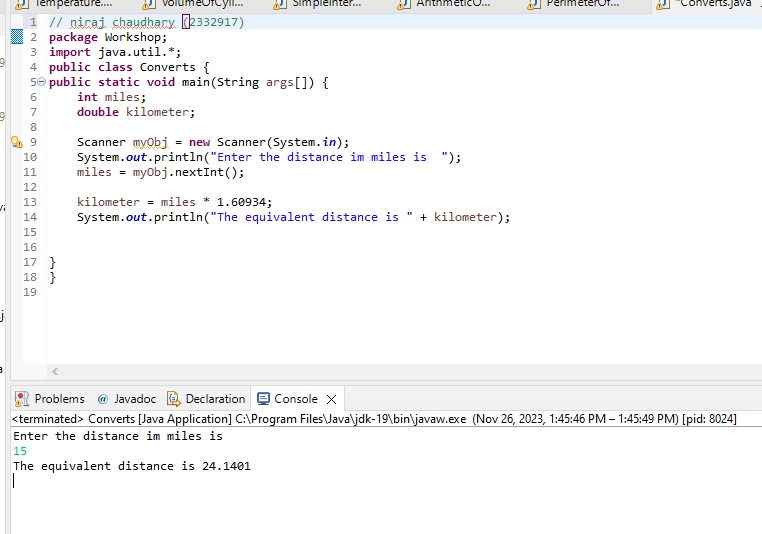 Temperature.... VolumeOfCyli... SimpleInter... ArithmeticO... PerimeterOf... *Converts.java
1 // niraj chaudhary (2332917)
2 package Workshop;
3 import java.util.*;
4 public class Converts {
5 public static void main(String args[]) {
6 int miles;
7 double kilometer;
8
9 Scanner myObj = new Scanner(System.in);
10 System.out.println("Enter the distance im miles is  ");
11 miles = myObj.nextInt();
12
13 kilometer = miles * 1.60934;
14 System.out.println("The equivalent distance is " + kilometer);
15
16
17 }
18 }
19
Problems @ Javadoc Declaration Console
<terminated> Converts [Java Application] C:\Program Files\Java\jdk-19\bin\javaw.exe (Nov 26, 2023, 1:45:46 PM – 1:45:49 PM) [pid: 8024]
Enter the distance im miles is
15
The equivalent distance is 24.1401